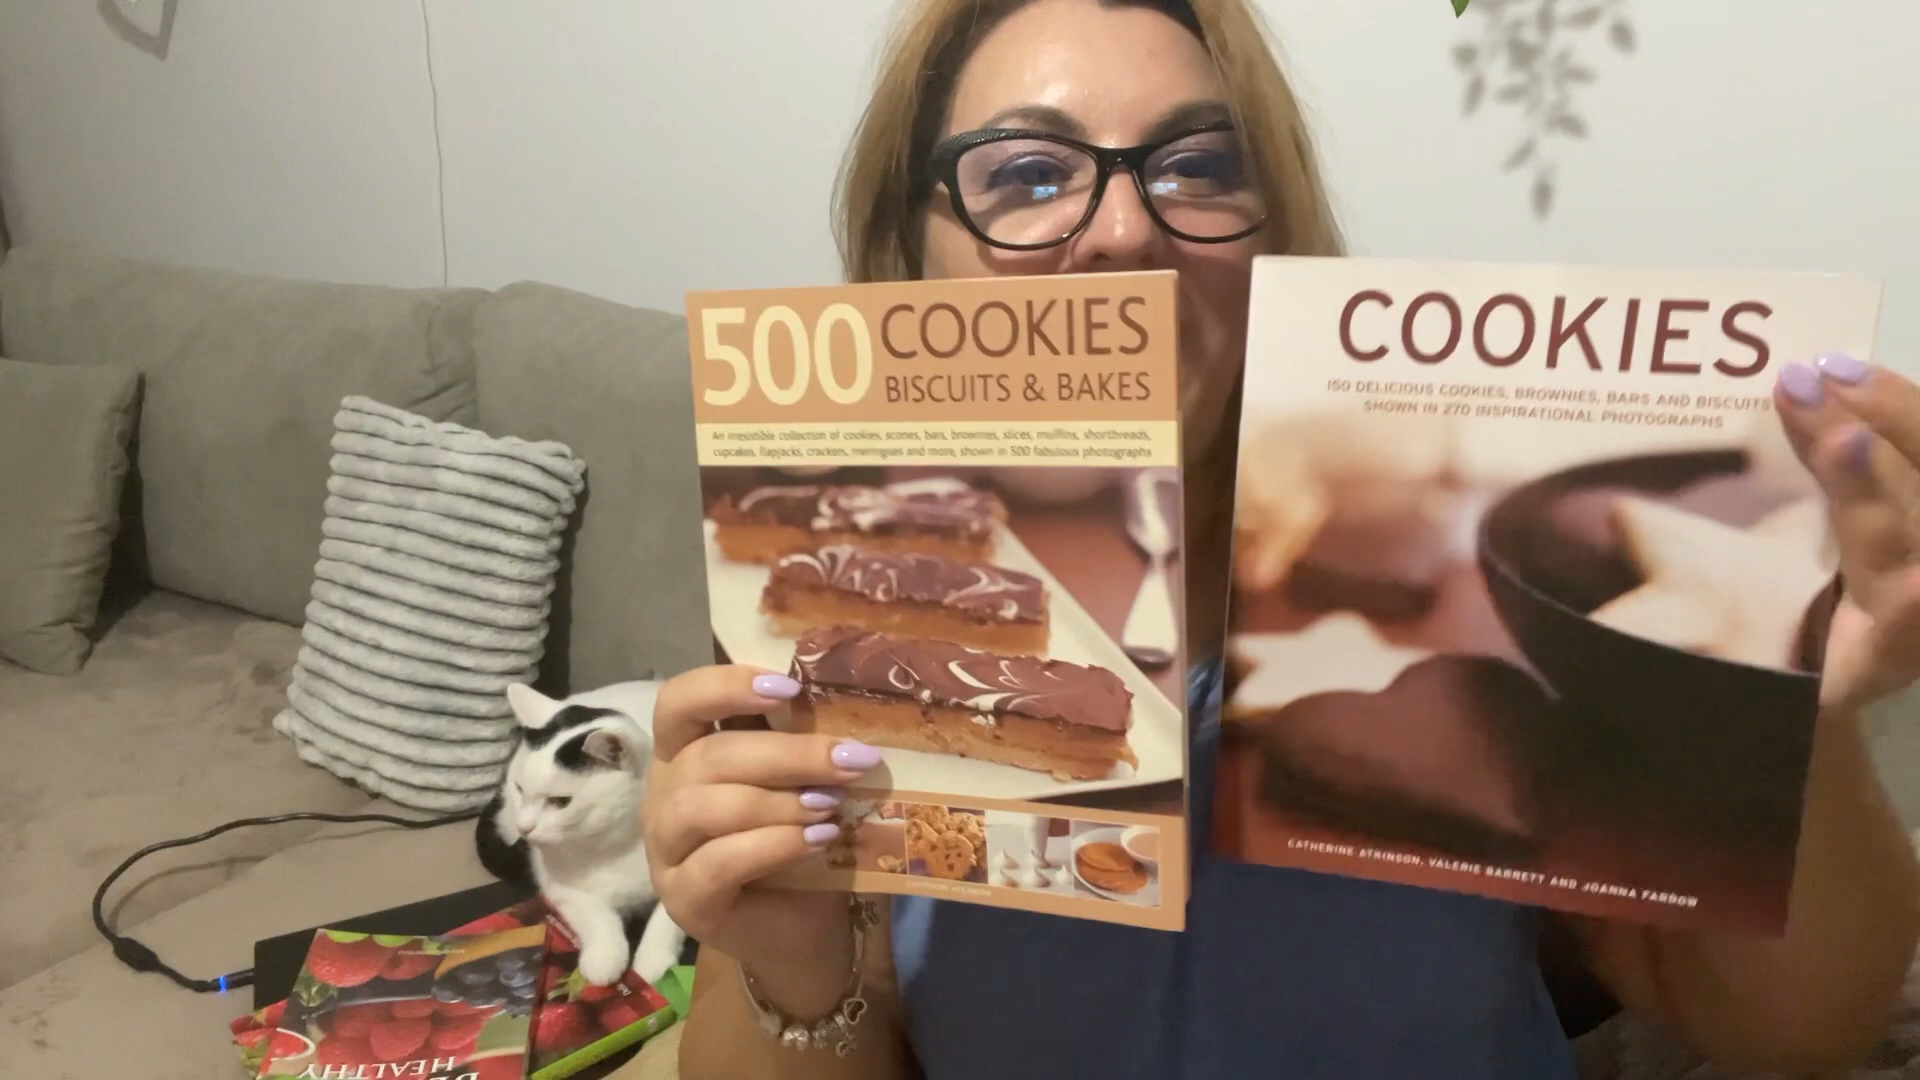 500 COOKIES
BISCUITS & BAKES
An irresistible collection of cookies, scones, bars, brownies, slices, muffins, shortbreads,
cupcakes, flapjacks, crackers, meringues and more, shown in 500 fabulous photographs
COOKIES
150 DELICIOUS COOKIES, BROWNIES, BARS AND BISCUITS
SHOWN IN 270 INSPIRATIONAL PHOTOGRAPHS
CATHERINE ATKINSON, VALERIE BARRETT AND JOANNA FARROW
HEALTHY